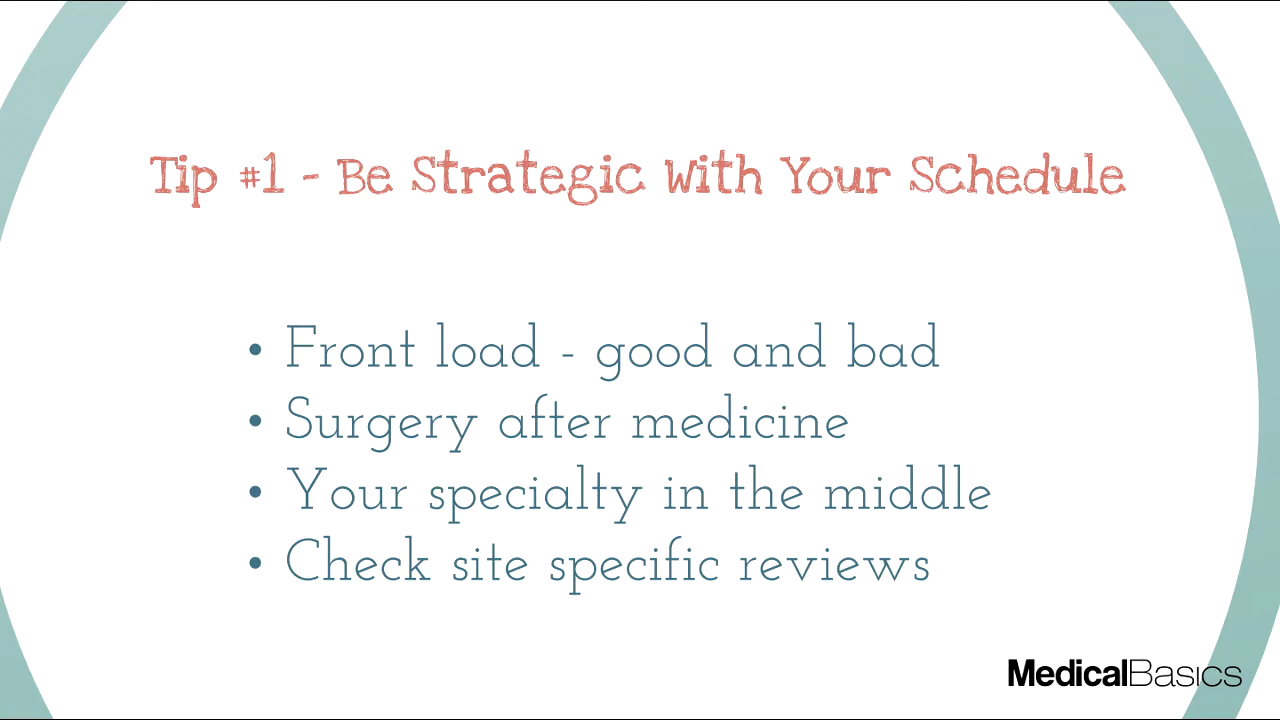 Tip #1 - Be Strategic With Your Schedule
• Front load - good and bad
• Surgery after medicine
• Your specialty in the middle
• Check site specific reviews
MedicalBasics